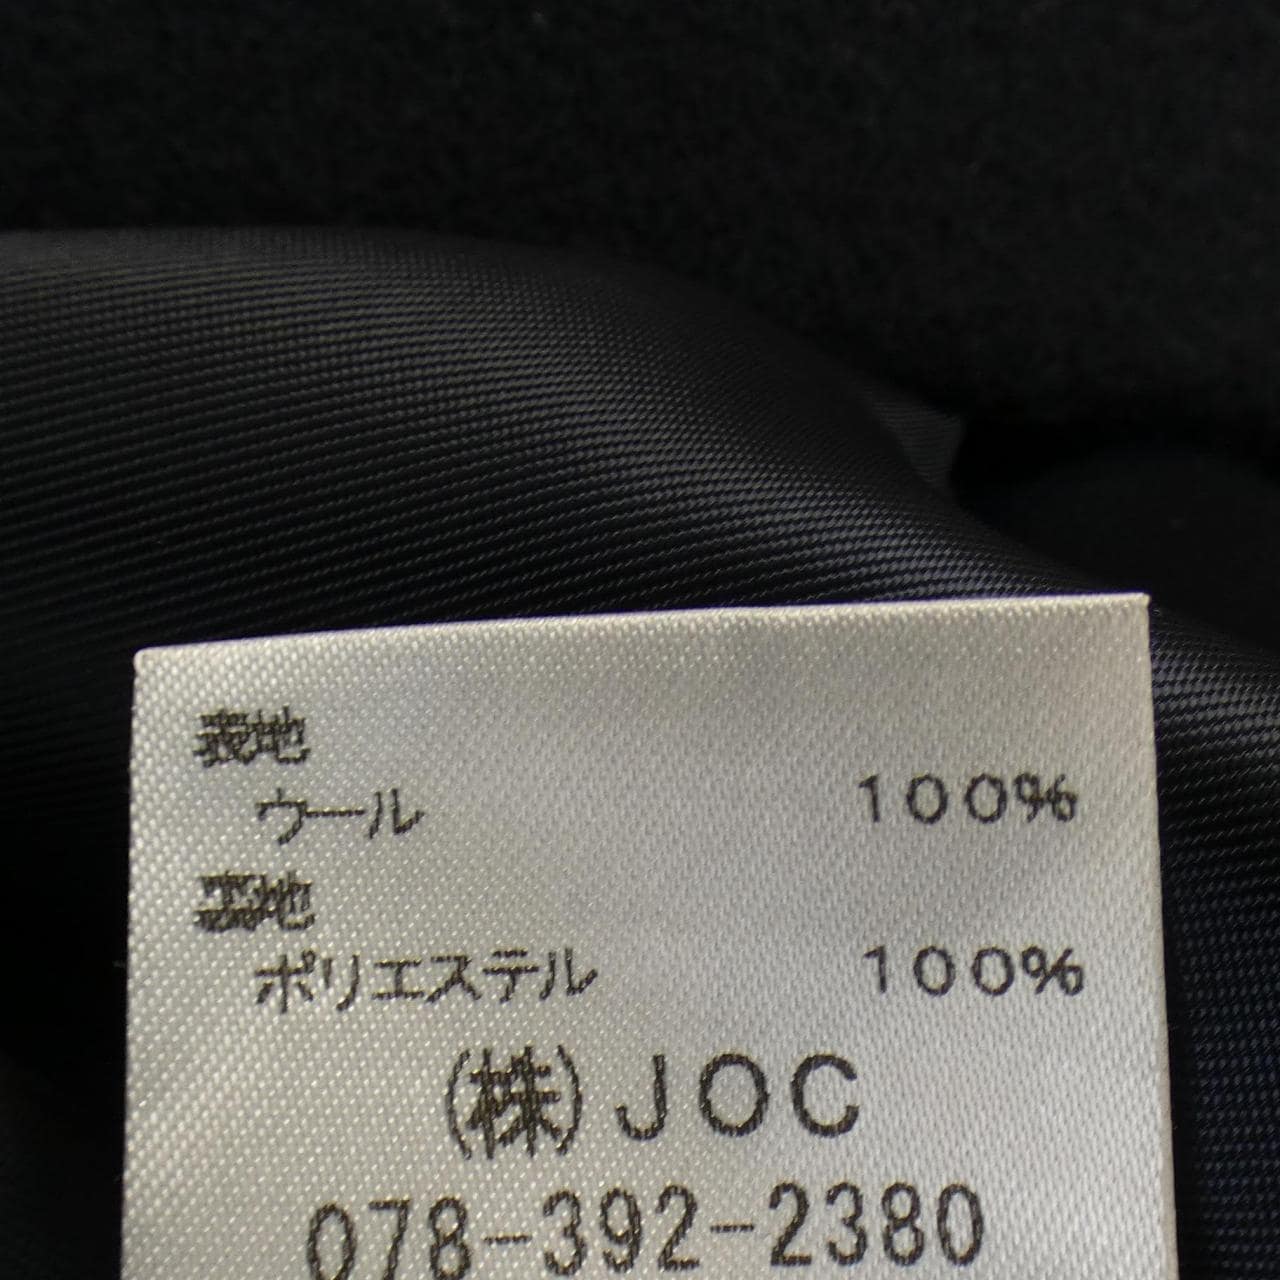 表地
ウール 100%
裏地
ポリエステル 100%
(株)JOC
078-392-2380